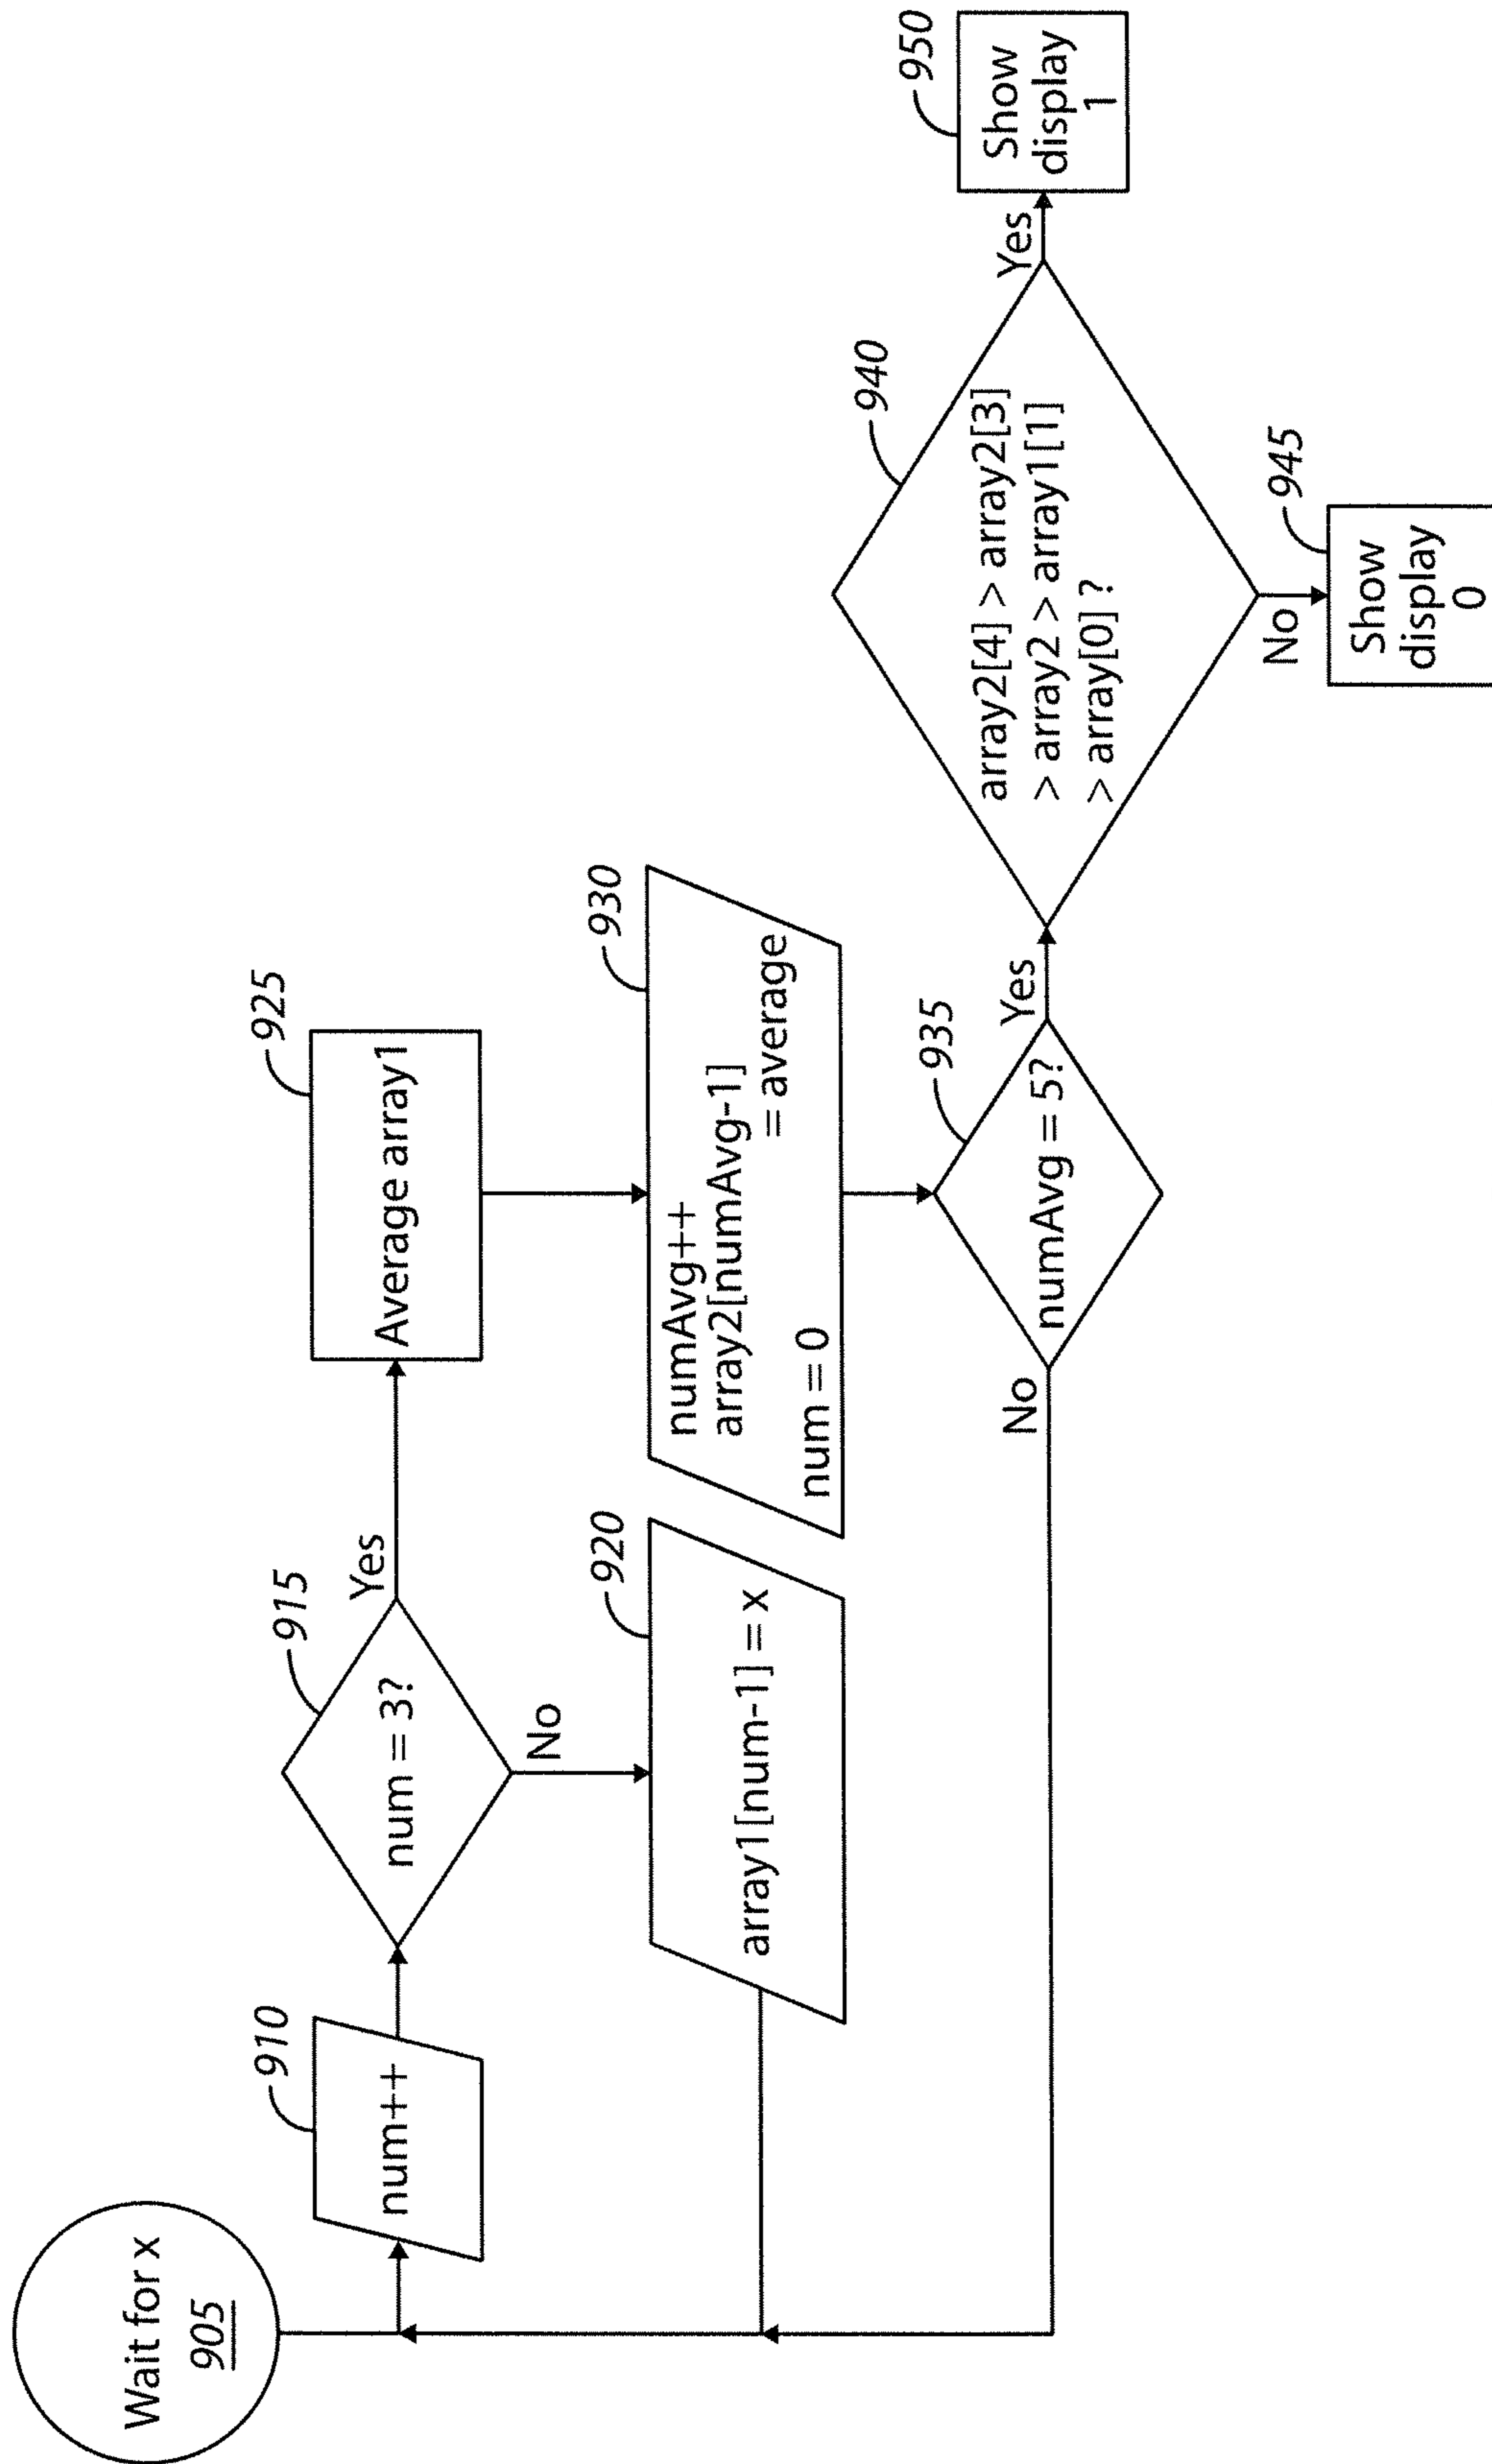 Wait for x
905
910
num++
915
num = 3?
Yes
No
920
array1[num-1] = x
925
Average array1
930
numAvg++
array2[numAvg-1]
= average
num = 0
935
numAvg = 5?
No
Yes
940
array2[4] > array2[3]
> array2 > array1[1]
> array[0] ?
No
945
Show
display
0
Yes
950
Show
display
1